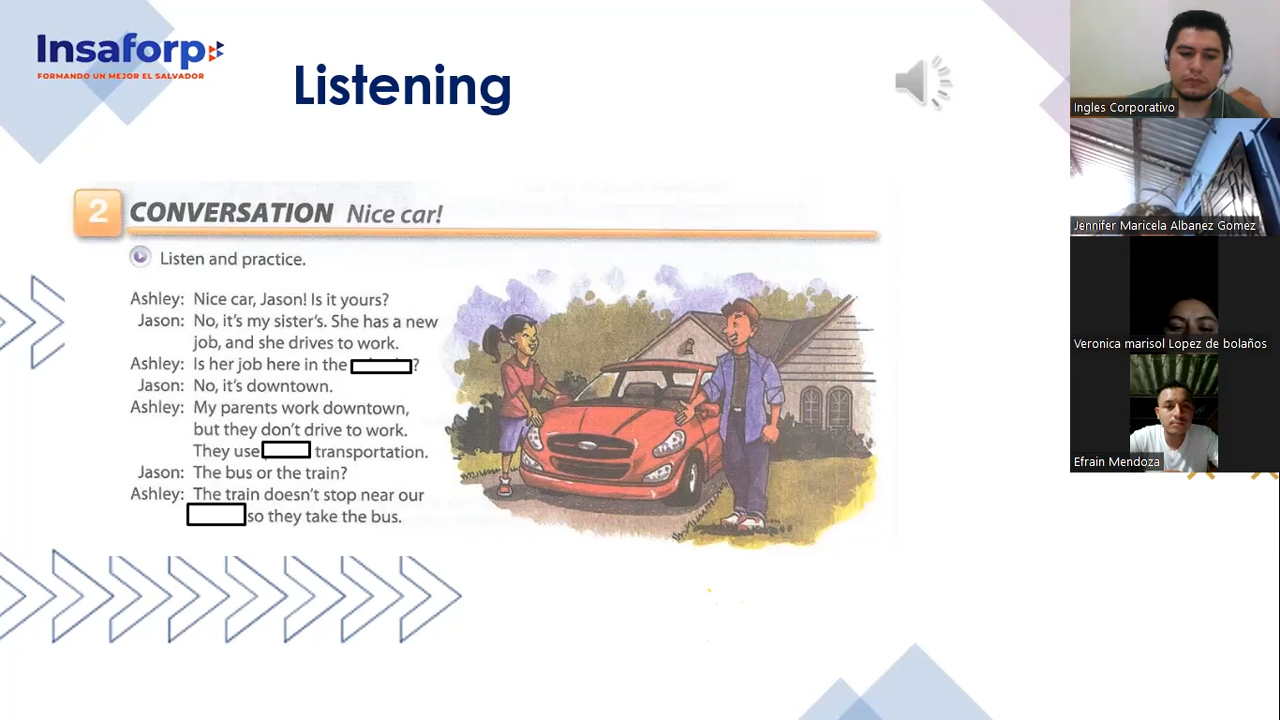 Insaforp
FORMANDO UN MEJOR EL SALVADOR
Listening
2 CONVERSATION Nice car!
Listen and practice.
Ashley: Nice car, Jason! Is it yours?
Jason: No, it's my sister's. She has a new
job, and she drives to work.
Ashley: Is her job here in the ?
Jason: No, it's downtown.
Ashley: My parents work downtown,
but they don't drive to work.
They use transportation.
Jason: The bus or the train?
Ashley: The train doesn't stop near our
so they take the bus.
Ingles Corporativo
Jennifer Maricela Albanez Gomez
Veronica marisol Lopez de bolaños
Efrain Mendoza